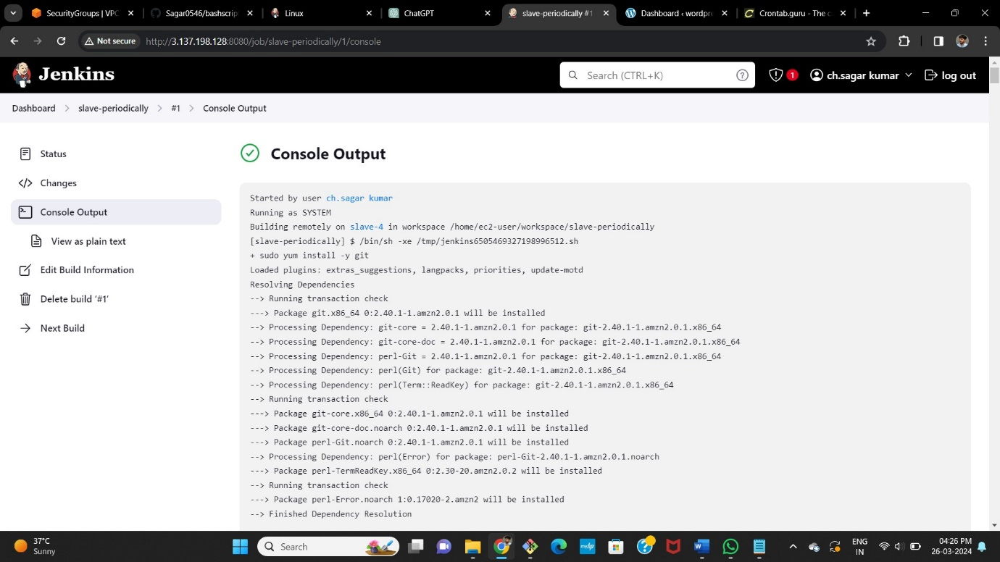 SecurityGroups | VPC
Sagar0546/bashscrip
Linux
ChatGPT
slave-periodically #1
Dashboard ‹ wordpre
Crontab.guru - The c
Not secure
http://3.137.198.128:8080/job/slave-periodically/1/console
Jenkins
Search (CTRL+K)
1
ch.sagar kumar
log out
Dashboard
slave-periodically
#1
Console Output
Status
Changes
Console Output
View as plain text
Edit Build Information
Delete build ‘#1’
Next Build
Console Output
Started by user ch.sagar kumar
Running as SYSTEM
Building remotely on slave-4 in workspace /home/ec2-user/workspace/slave-periodically
[slave-periodically] $ /bin/sh -xe /tmp/jenkins6505469327198996512.sh
+ sudo yum install -y git
Loaded plugins: extras_suggestions, langpacks, priorities, update-motd
Resolving Dependencies
--> Running transaction check
---> Package git.x86_64 0:2.40.1-1.amzn2.0.1 will be installed
--> Processing Dependency: git-core = 2.40.1-1.amzn2.0.1 for package: git-2.40.1-1.amzn2.0.1.x86_64
--> Processing Dependency: git-core-doc = 2.40.1-1.amzn2.0.1 for package: git-2.40.1-1.amzn2.0.1.x86_64
--> Processing Dependency: perl-Git = 2.40.1-1.amzn2.0.1 for package: git-2.40.1-1.amzn2.0.1.x86_64
--> Processing Dependency: perl(Git) for package: git-2.40.1-1.amzn2.0.1.x86_64
--> Processing Dependency: perl(Term::ReadKey) for package: git-2.40.1-1.amzn2.0.1.x86_64
--> Running transaction check
---> Package git-core.x86_64 0:2.40.1-1.amzn2.0.1 will be installed
---> Package git-core-doc.noarch 0:2.40.1-1.amzn2.0.1 will be installed
---> Package perl-Git.noarch 0:2.40.1-1.amzn2.0.1 will be installed
--> Processing Dependency: perl(Error) for package: perl-Git-2.40.1-1.amzn2.0.1.noarch
---> Package perl-TermReadKey.x86_64 0:2.30-20.amzn2.0.2 will be installed
--> Running transaction check
---> Package perl-Error.noarch 1:0.17020-2.amzn2 will be installed
--> Finished Dependency Resolution
37°C
Sunny
Search
ENG
IN
04:26 PM
26-03-2024